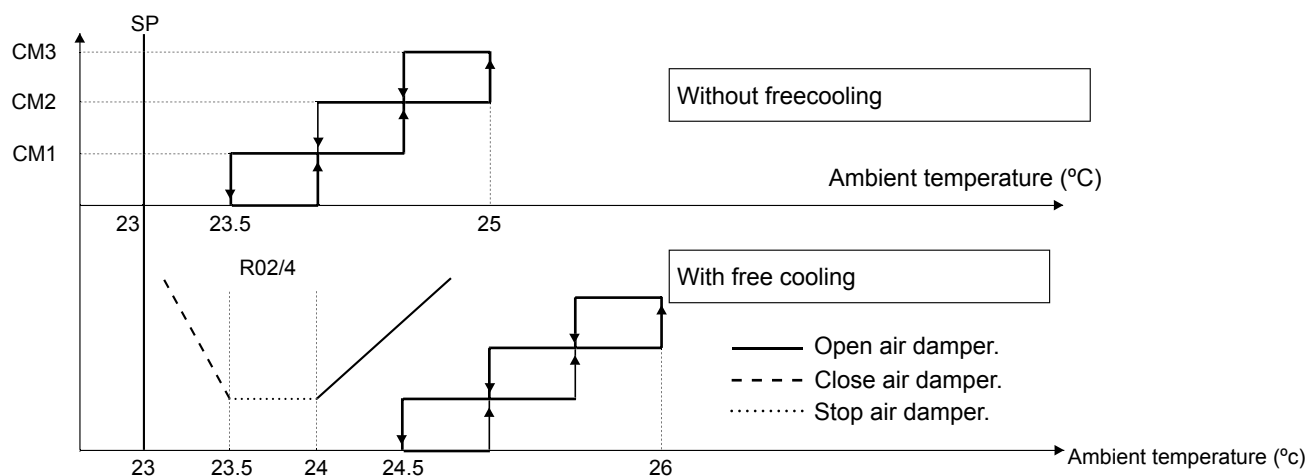 SP
CM3
CM2
CM1
Without freecooling
Ambient temperature (ºC)
23
23.5
25
R02/4
With free cooling
Open air damper.
Close air damper.
Stop air damper.
23
23.5
24
24.5
26
Ambient temperature (ºc)